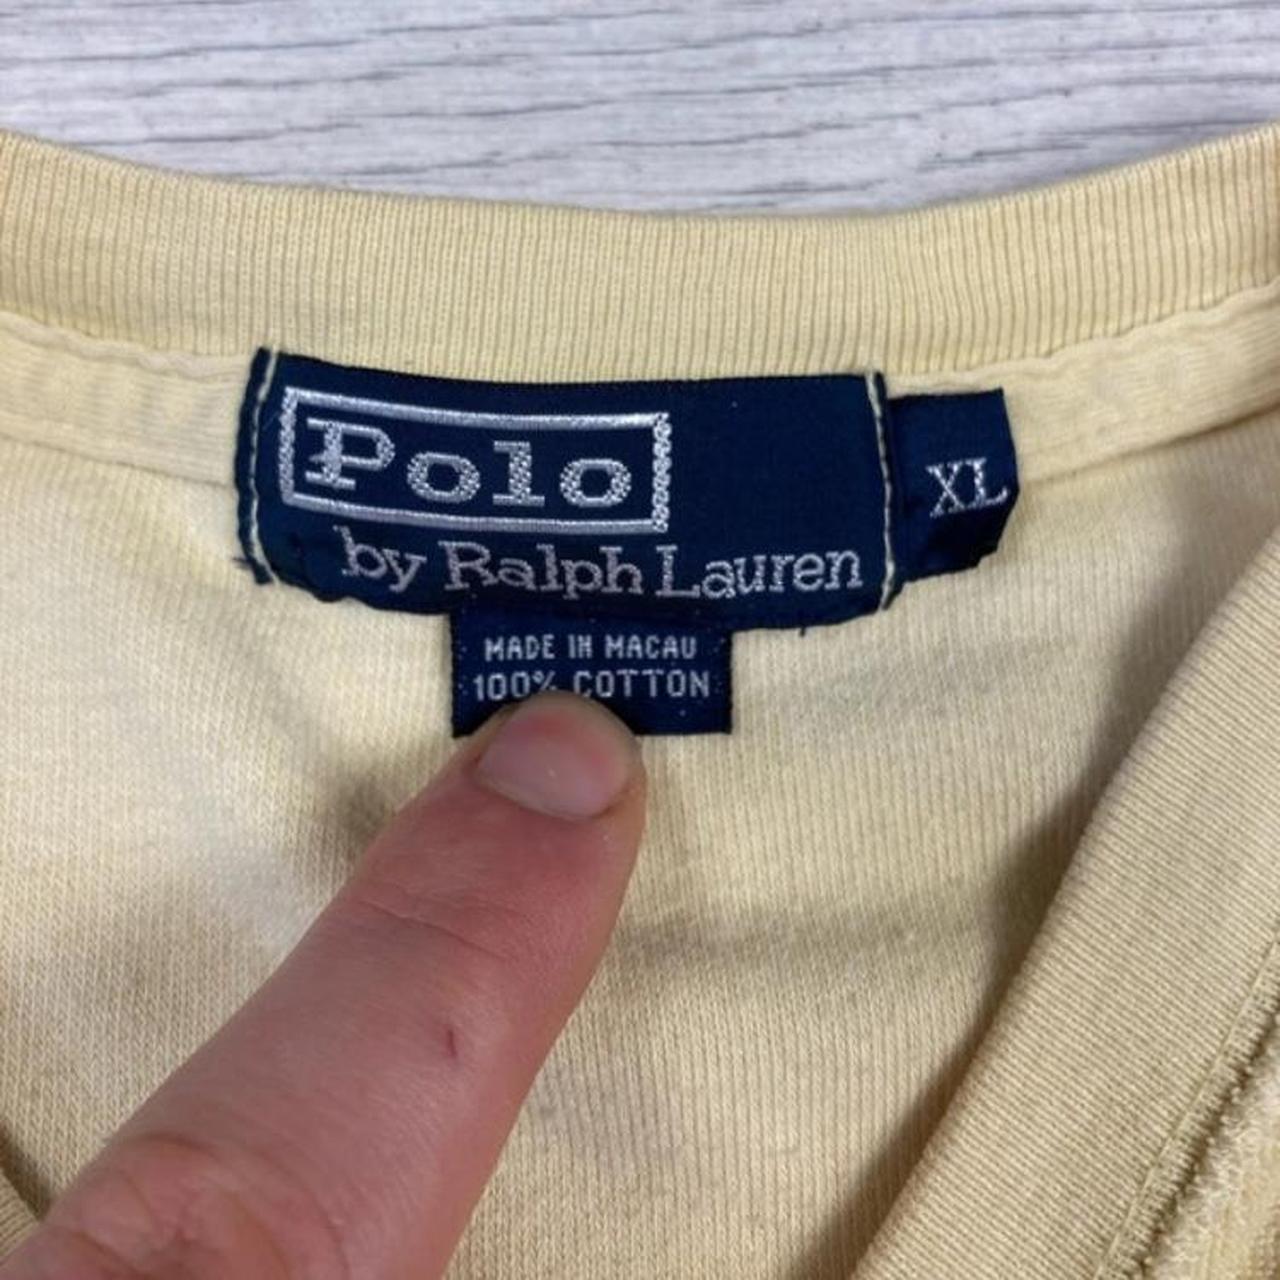 Polo
by Ralph Lauren
XL
MADE IN MACAU
100% COTTON